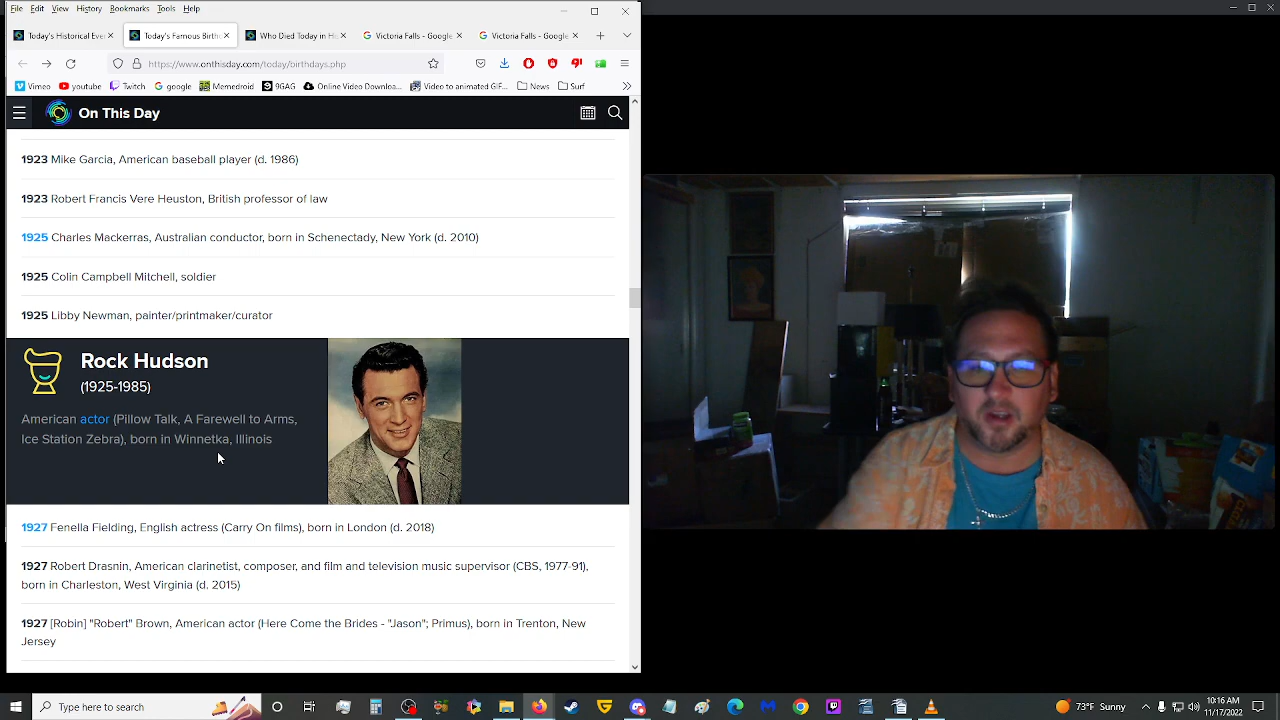 File Edit View History Bookmarks Tools Help
Today's Historical Eve
Today's Famous Birth
Who Died Today in His
Victoria Falls - Google
Victoria Falls - Google
https://www.onthisday.com/today/birthdays.php
Vimeo youtube Twitch google Memedroid 9GAG Online Video Downloa... Video to animated GIF... News Surf
On This Day
1923 Mike Garcia, American baseball player (d. 1986)
1923 Robert Francis Vere Heuston, British professor of law
1925 Charles Mackerras, Australian conductor, born in Schenectady, New York (d. 2010)
1925 Colin Campbell Mitchell, soldier
1925 Libby Newman, painter/printmaker/curator
Rock Hudson
(1925-1985)
American actor (Pillow Talk, A Farewell to Arms,
Ice Station Zebra), born in Winnetka, Illinois
1927 Fenella Fielding, English actress (Carry On films), born in London (d. 2018)
1927 Robert Drasnin, American clarinetist, composer, and film and television music supervisor (CBS, 1977-91),
born in Charleston, West Virginia (d. 2015)
1927 [Robin] "Robert" Brown, American actor (Here Come the Brides - "Jason"; Primus), born in Trenton, New
Jersey
Type here to search
73°F Sunny
10:16 AM
11/17/2022